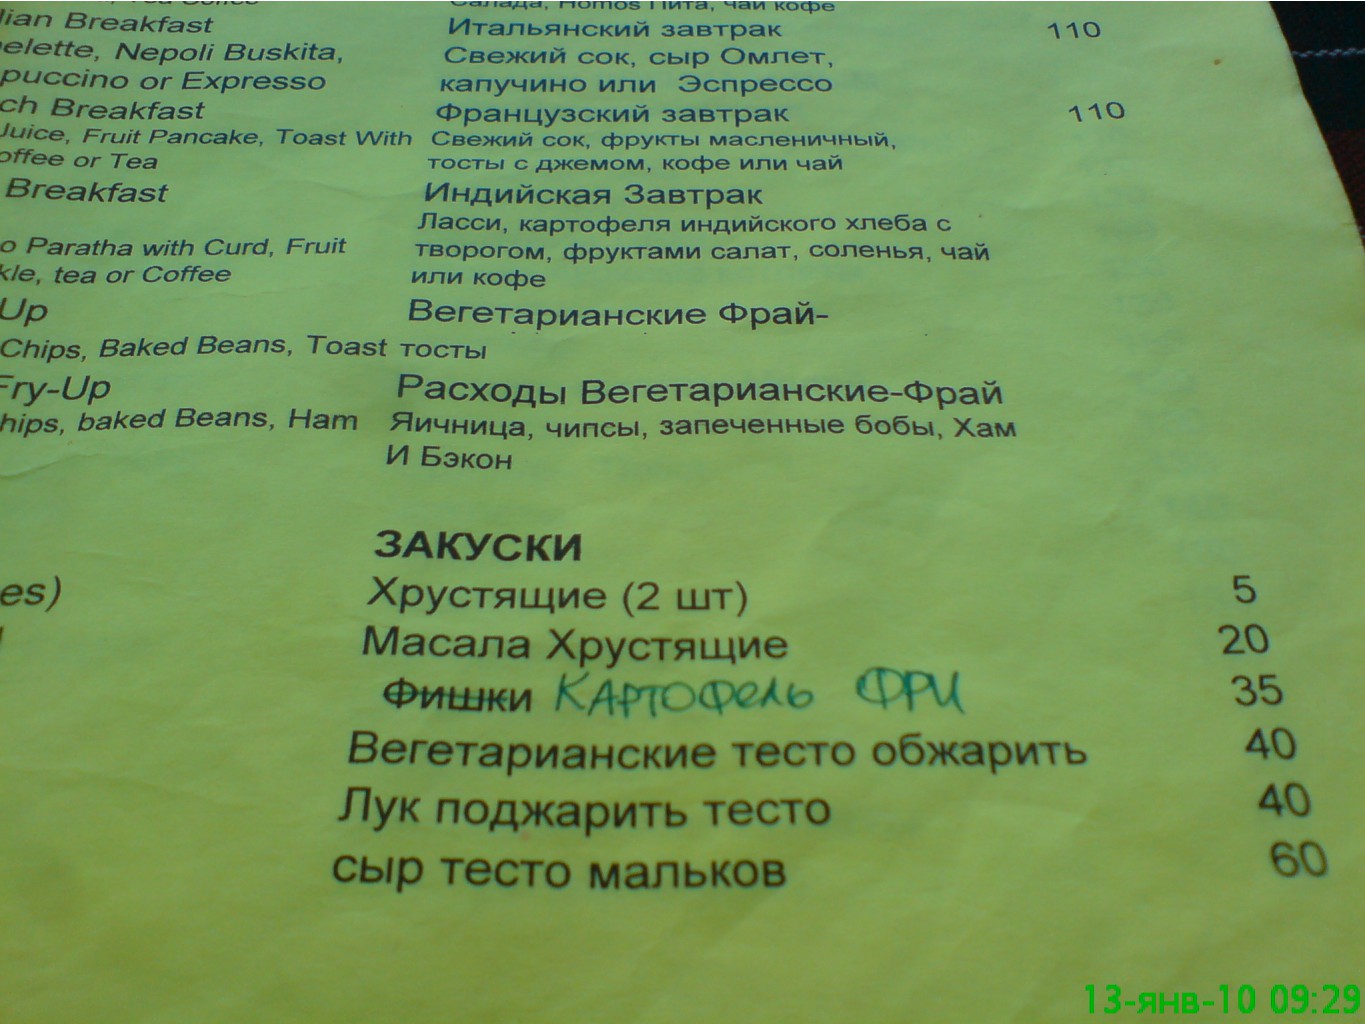 Салада, Homos Пита, чай кофе
lian Breakfast Итальянский завтрак 110
elette, Nepoli Buskita, Свежий сок, сыр Омлет,
puccino or Expresso капучино или Эспрессо
ch Breakfast Французский завтрак 110
Juice, Fruit Pancake, Toast With Свежий сок, фрукты масленичный,
offee or Tea тосты с джемом, кофе или чай
Breakfast Индийская Завтрак
Ласси, картофеля индийского хлеба с
o Paratha with Curd, Fruit творогом, фруктами салат, соленья, чай
kle, tea or Coffee или кофе
Up Вегетарианские Фрай-
Chips, Baked Beans, Toast тосты
Fry-Up Расходы Вегетарианские-Фрай
hips, baked Beans, Ham Яичница, чипсы, запеченные бобы, Хам
И Бэкон
ЗАКУСКИ
es) Хрустящие (2 шт) 5
Масала Хрустящие 20
Фишки КАРТОФЕЛЬ ФРИ 35
Вегетарианские тесто обжарить 40
Лук поджарить тесто 40
сыр тесто мальков 60
13-янв-10 09:29